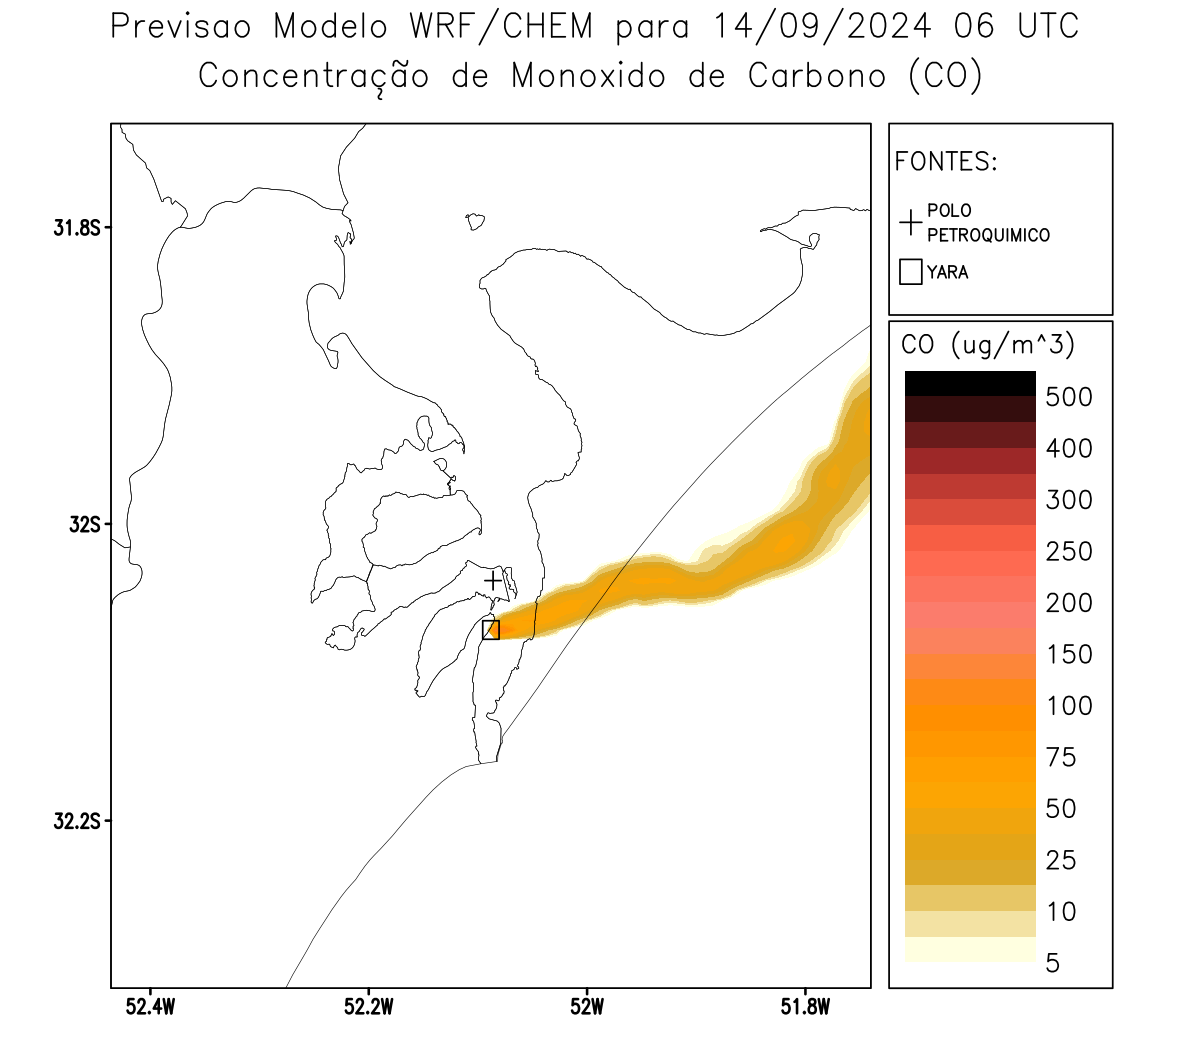 Previsao Modelo WRF/CHEM para 14/09/2024 06 UTC
Concentração de Monoxido de Carbono (CO)
FONTES:
POLO
PETROQUIMICO
YARA
CO (ug/m^3)
500
400
300
250
200
150
100
75
50
25
10
5
31.8S
32S
32.2S
52.4W
52.2W
52W
51.8W